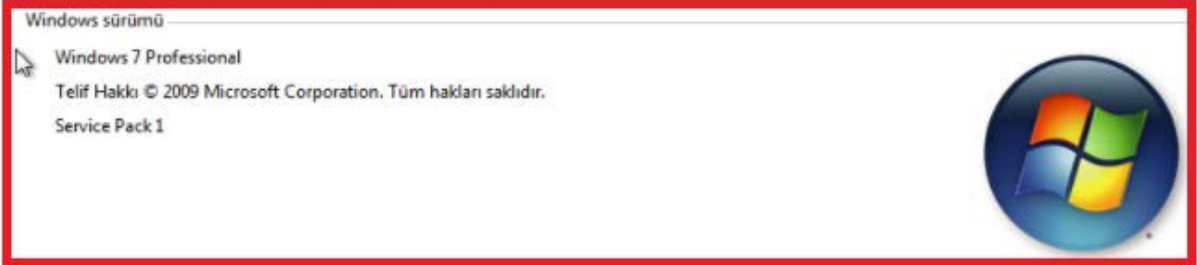 Windows sürümü
Windows 7 Professional
Telif Hakkı © 2009 Microsoft Corporation. Tüm hakları saklıdır.
Service Pack 1